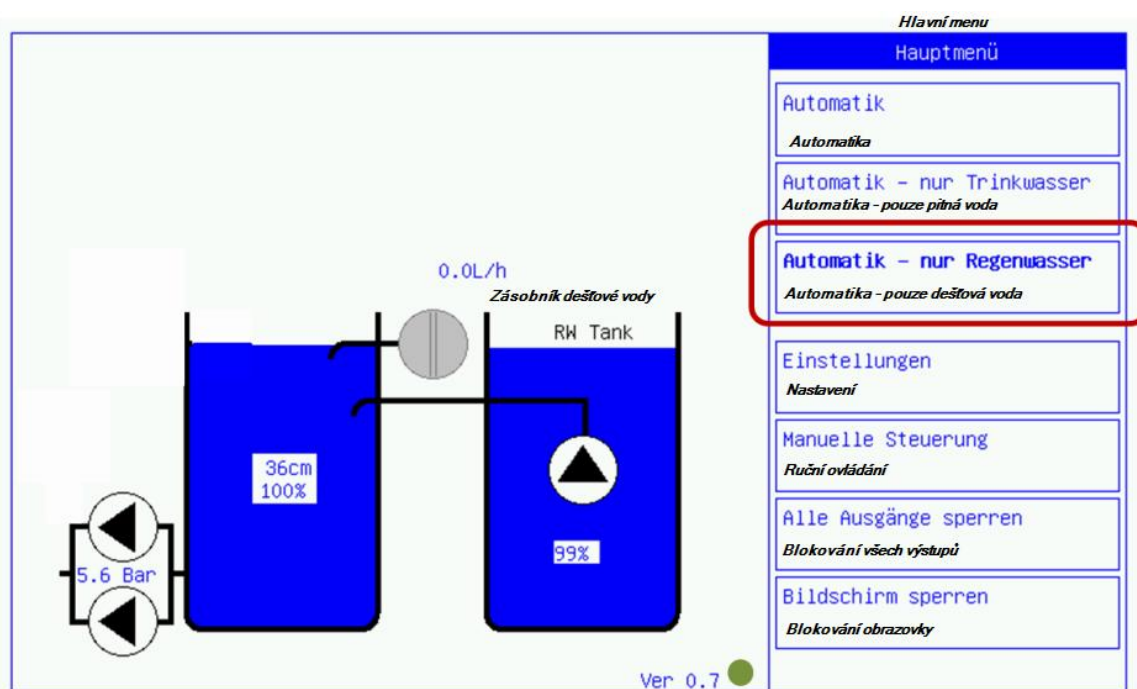 Hlavní menu
Hauptmenü
Automatik
Automatika
Automatik - nur Trinkwasser
Automatika - pouze pitná voda
Automatik - nur Regenwasser
Automatika - pouze dešťová voda
Einstellungen
Nastavení
Manuelle Steuerung
Ruční ovládání
Alle Ausgänge sperren
Blokování všech výstupů
Bildschirm sperren
Blokování obrazovky
0.0L/h
Zásobník dešťové vody
RW Tank
36cm
100%
99%
5.6 Bar
Ver 0.7